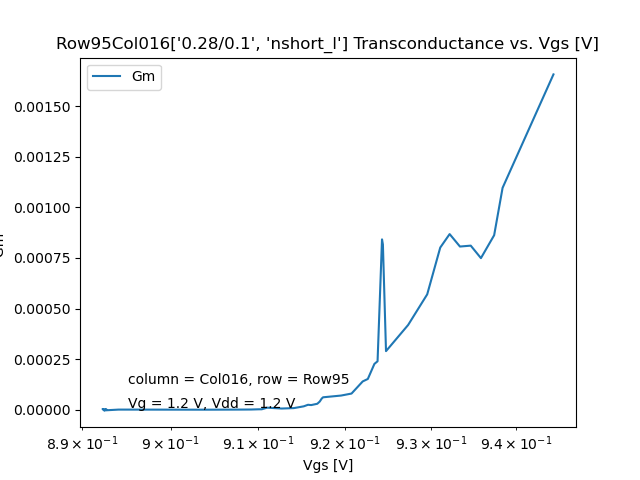 Row95Col016['0.28/0.1', 'nshort_l'] Transconductance vs. Vgs [V]
Gm
0.00150
0.00125
0.00100
0.00075
0.00050
0.00025
0.00000
Gm
column = Col016, row = Row95
Vg = 1.2 V, Vdd = 1.2 V
8.9 × 10⁻¹ 9 × 10⁻¹ 9.1 × 10⁻¹ 9.2 × 10⁻¹ 9.3 × 10⁻¹ 9.4 × 10⁻¹
Vgs [V]